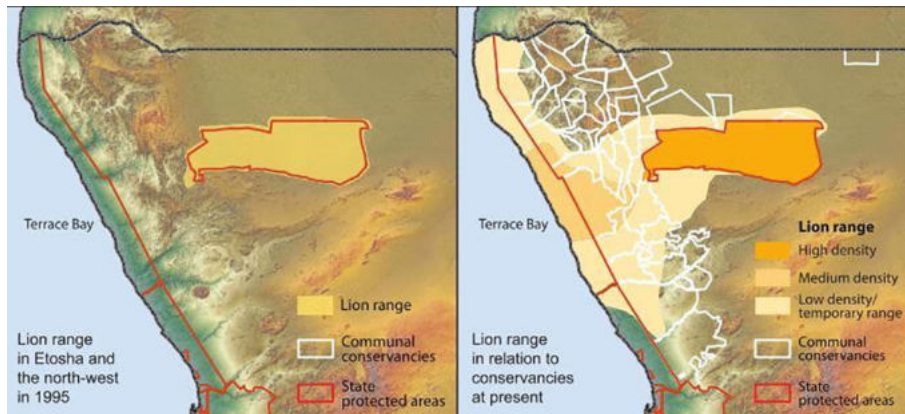 Terrace Bay
Lion range
in Etosha and
the north-west
in 1995
Lion range
Communal
conservancies
State
protected areas
Terrace Bay
Lion range
in relation to
conservancies
at present
Lion range
High density
Medium density
Low density/
temporary range
Communal
conservancies
State
protected areas